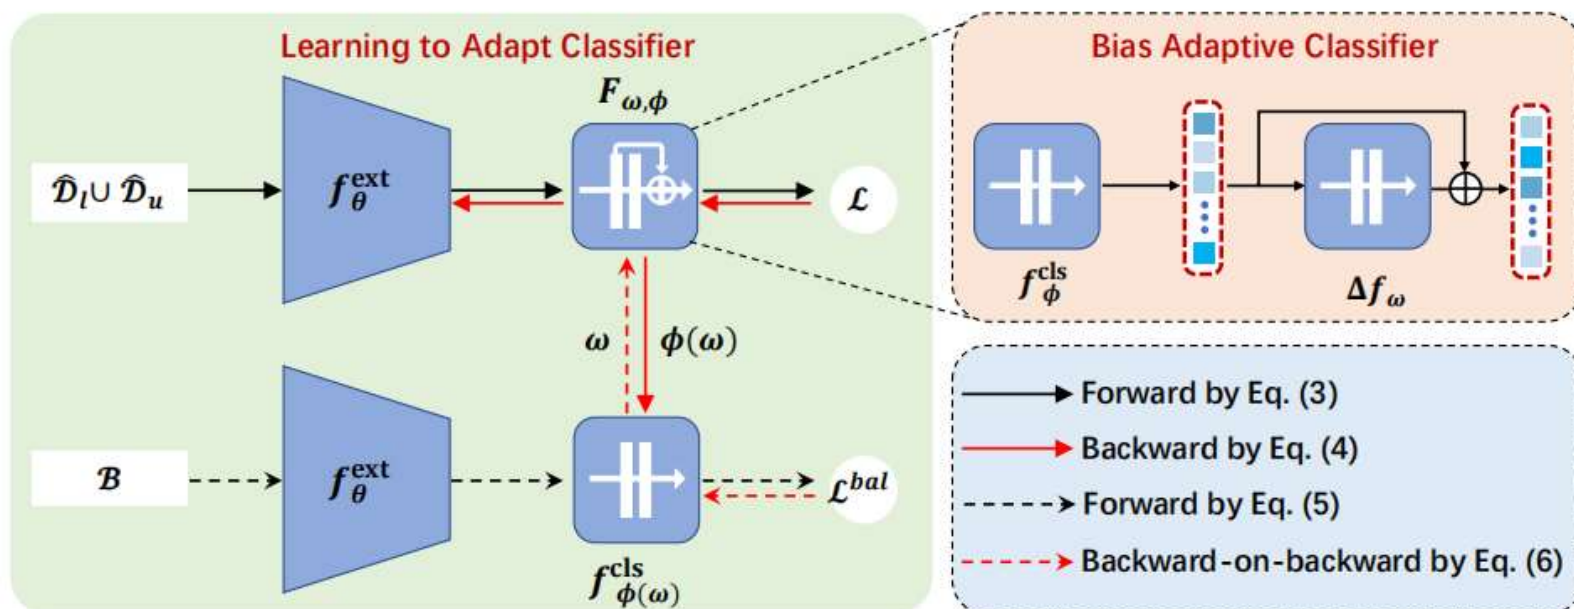 Learning to Adapt Classifier
F_{ω,ϕ}
𝒟̂_l ∪ 𝒟̂_u
f_θ^{ext}
ℒ
ω
ϕ(ω)
ℬ
f_θ^{ext}
ℒ^{bal}
f_{ϕ(ω)}^{cls}
Bias Adaptive Classifier
f_ϕ^{cls}
Δf_ω
Forward by Eq. (3)
Backward by Eq. (4)
Forward by Eq. (5)
Backward-on-backward by Eq. (6)